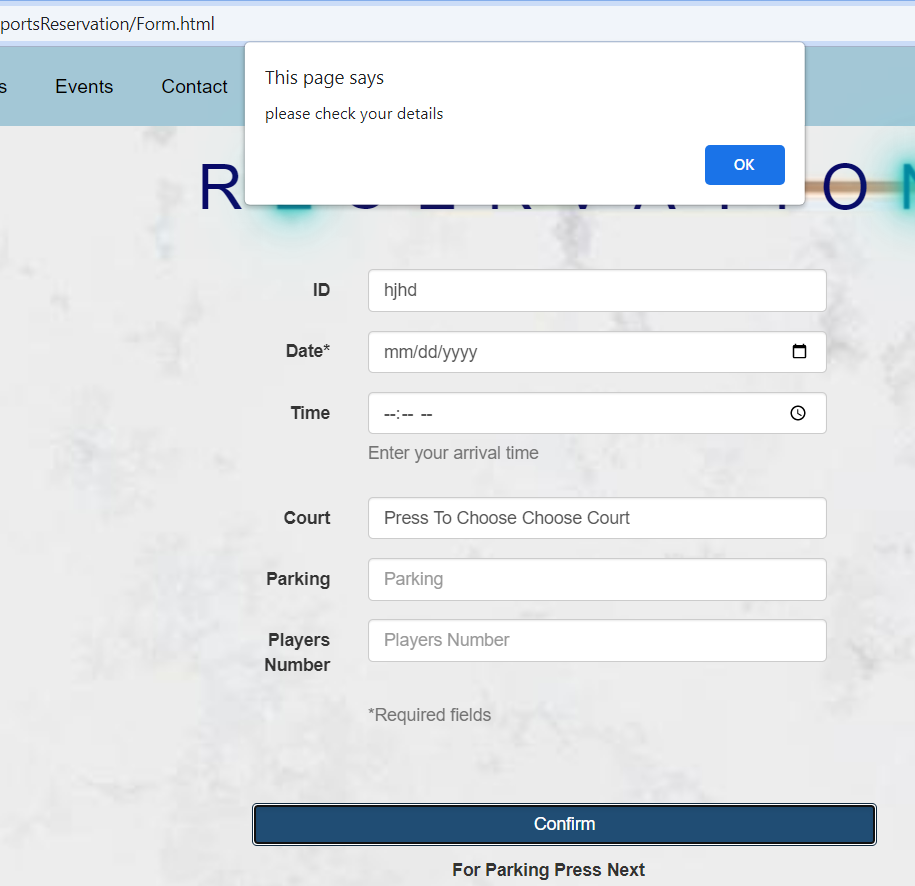 portsReservation/Form.html
s Events Contact
This page says
please check your details
OK
ID hjhd
Date* mm/dd/yyyy
Time --:-- --
Enter your arrival time
Court Press To Choose Choose Court
Parking Parking
Players Number Players Number
*Required fields
Confirm
For Parking Press Next